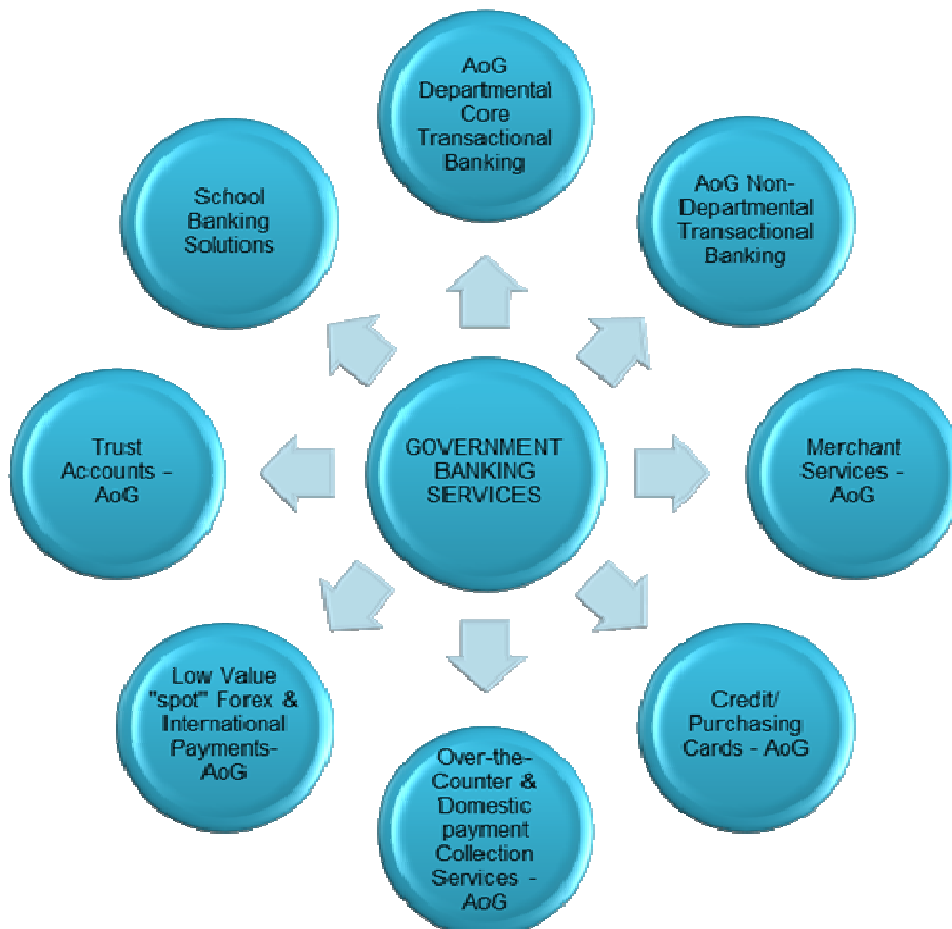 AoG
Departmental
Core
Transactional
Banking
AoG Non-
Departmental
Transactional
Banking
Merchant
Services -
AoG
Credit/
Purchasing
Cards - AoG
Over-the-
Counter &
Domestic
payment
Collection
Services -
AoG
Low Value
"spot" Forex &
International
Payments-
AoG
Trust
Accounts –
AoG
School
Banking
Solutions
GOVERNMENT
BANKING
SERVICES